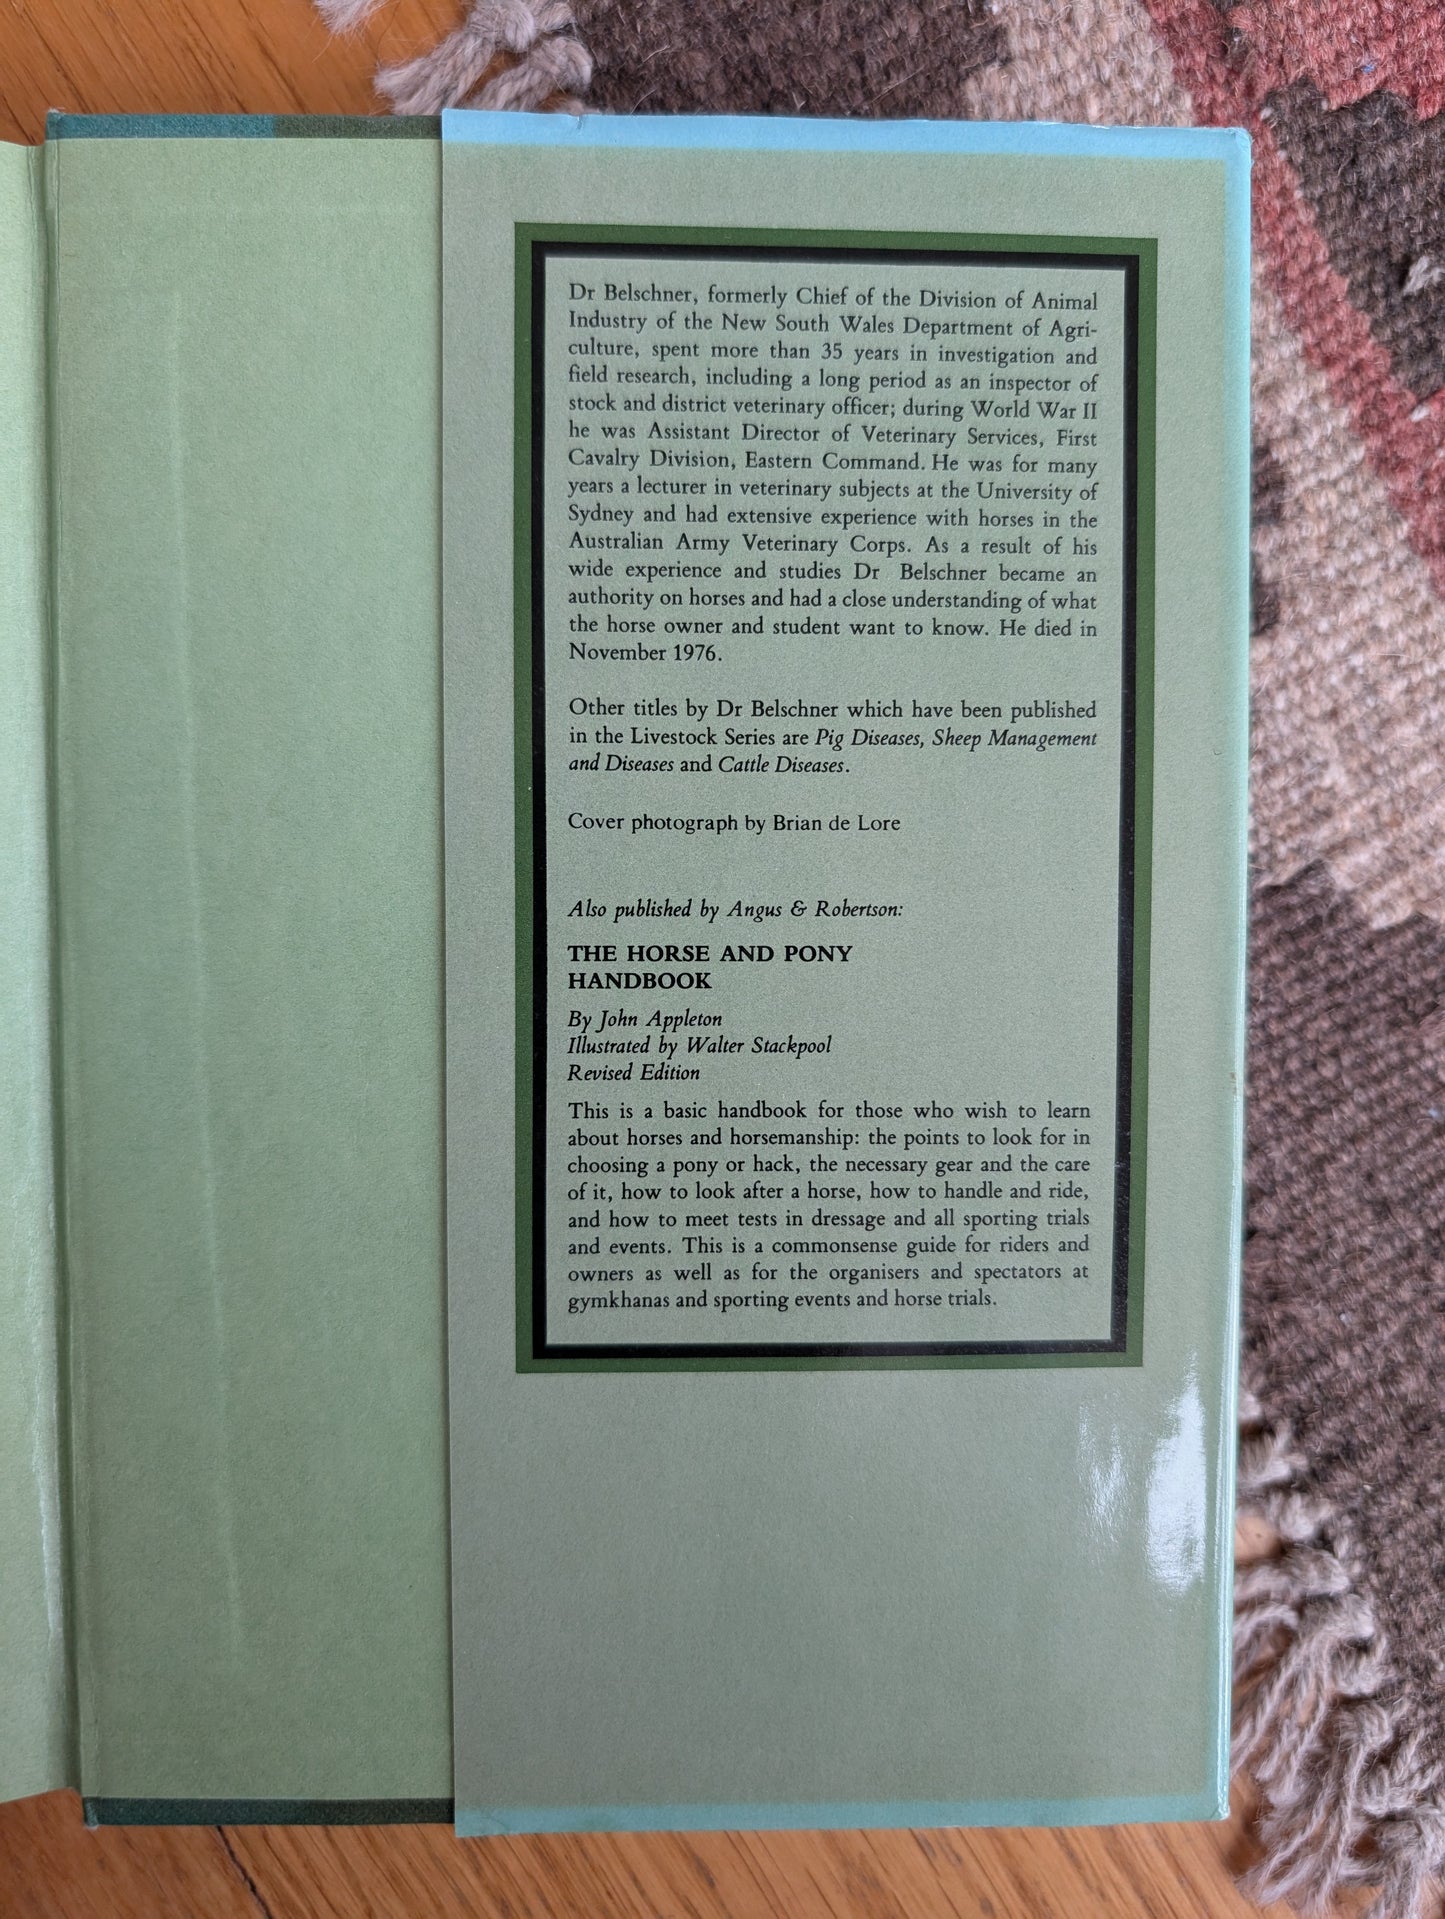 Dr Belschner, formerly Chief of the Division of Animal
Industry of the New South Wales Department of Agri-
culture, spent more than 35 years in investigation and
field research, including a long period as an inspector of
stock and district veterinary officer; during World War II
he was Assistant Director of Veterinary Services, First
Cavalry Division, Eastern Command. He was for many
years a lecturer in veterinary subjects at the University of
Sydney and had extensive experience with horses in the
Australian Army Veterinary Corps. As a result of his
wide experience and studies Dr Belschner became an
authority on horses and had a close understanding of what
the horse owner and student want to know. He died in
November 1976.
Other titles by Dr Belschner which have been published
in the Livestock Series are Pig Diseases, Sheep Management
and Diseases and Cattle Diseases.
Cover photograph by Brian de Lore
Also published by Angus & Robertson:
THE HORSE AND PONY
HANDBOOK
By John Appleton
Illustrated by Walter Stackpool
Revised Edition
This is a basic handbook for those who wish to learn
about horses and horsemanship: the points to look for in
choosing a pony or hack, the necessary gear and the care
of it, how to look after a horse, how to handle and ride,
and how to meet tests in dressage and all sporting trials
and events. This is a commonsense guide for riders and
owners as well as for the organisers and spectators at
gymkhanas and sporting events and horse trials.